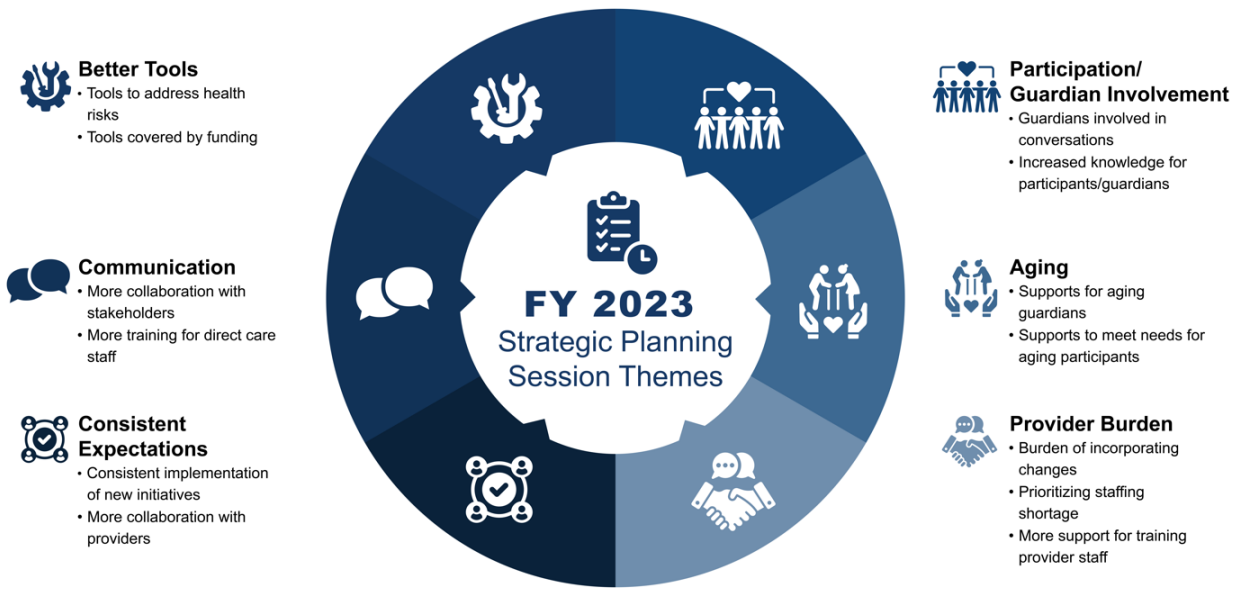 Better Tools
• Tools to address health
risks
• Tools covered by funding
Communication
• More collaboration with
stakeholders
• More training for direct care
staff
Consistent
Expectations
• Consistent implementation
of new initiatives
• More collaboration with
providers
FY 2023
Strategic Planning
Session Themes
Participation/
Guardian Involvement
• Guardians involved in
conversations
• Increased knowledge for
participants/guardians
Aging
• Supports for aging
guardians
• Supports to meet needs for
aging participants
Provider Burden
• Burden of incorporating
changes
• Prioritizing staffing
shortage
• More support for training
provider staff